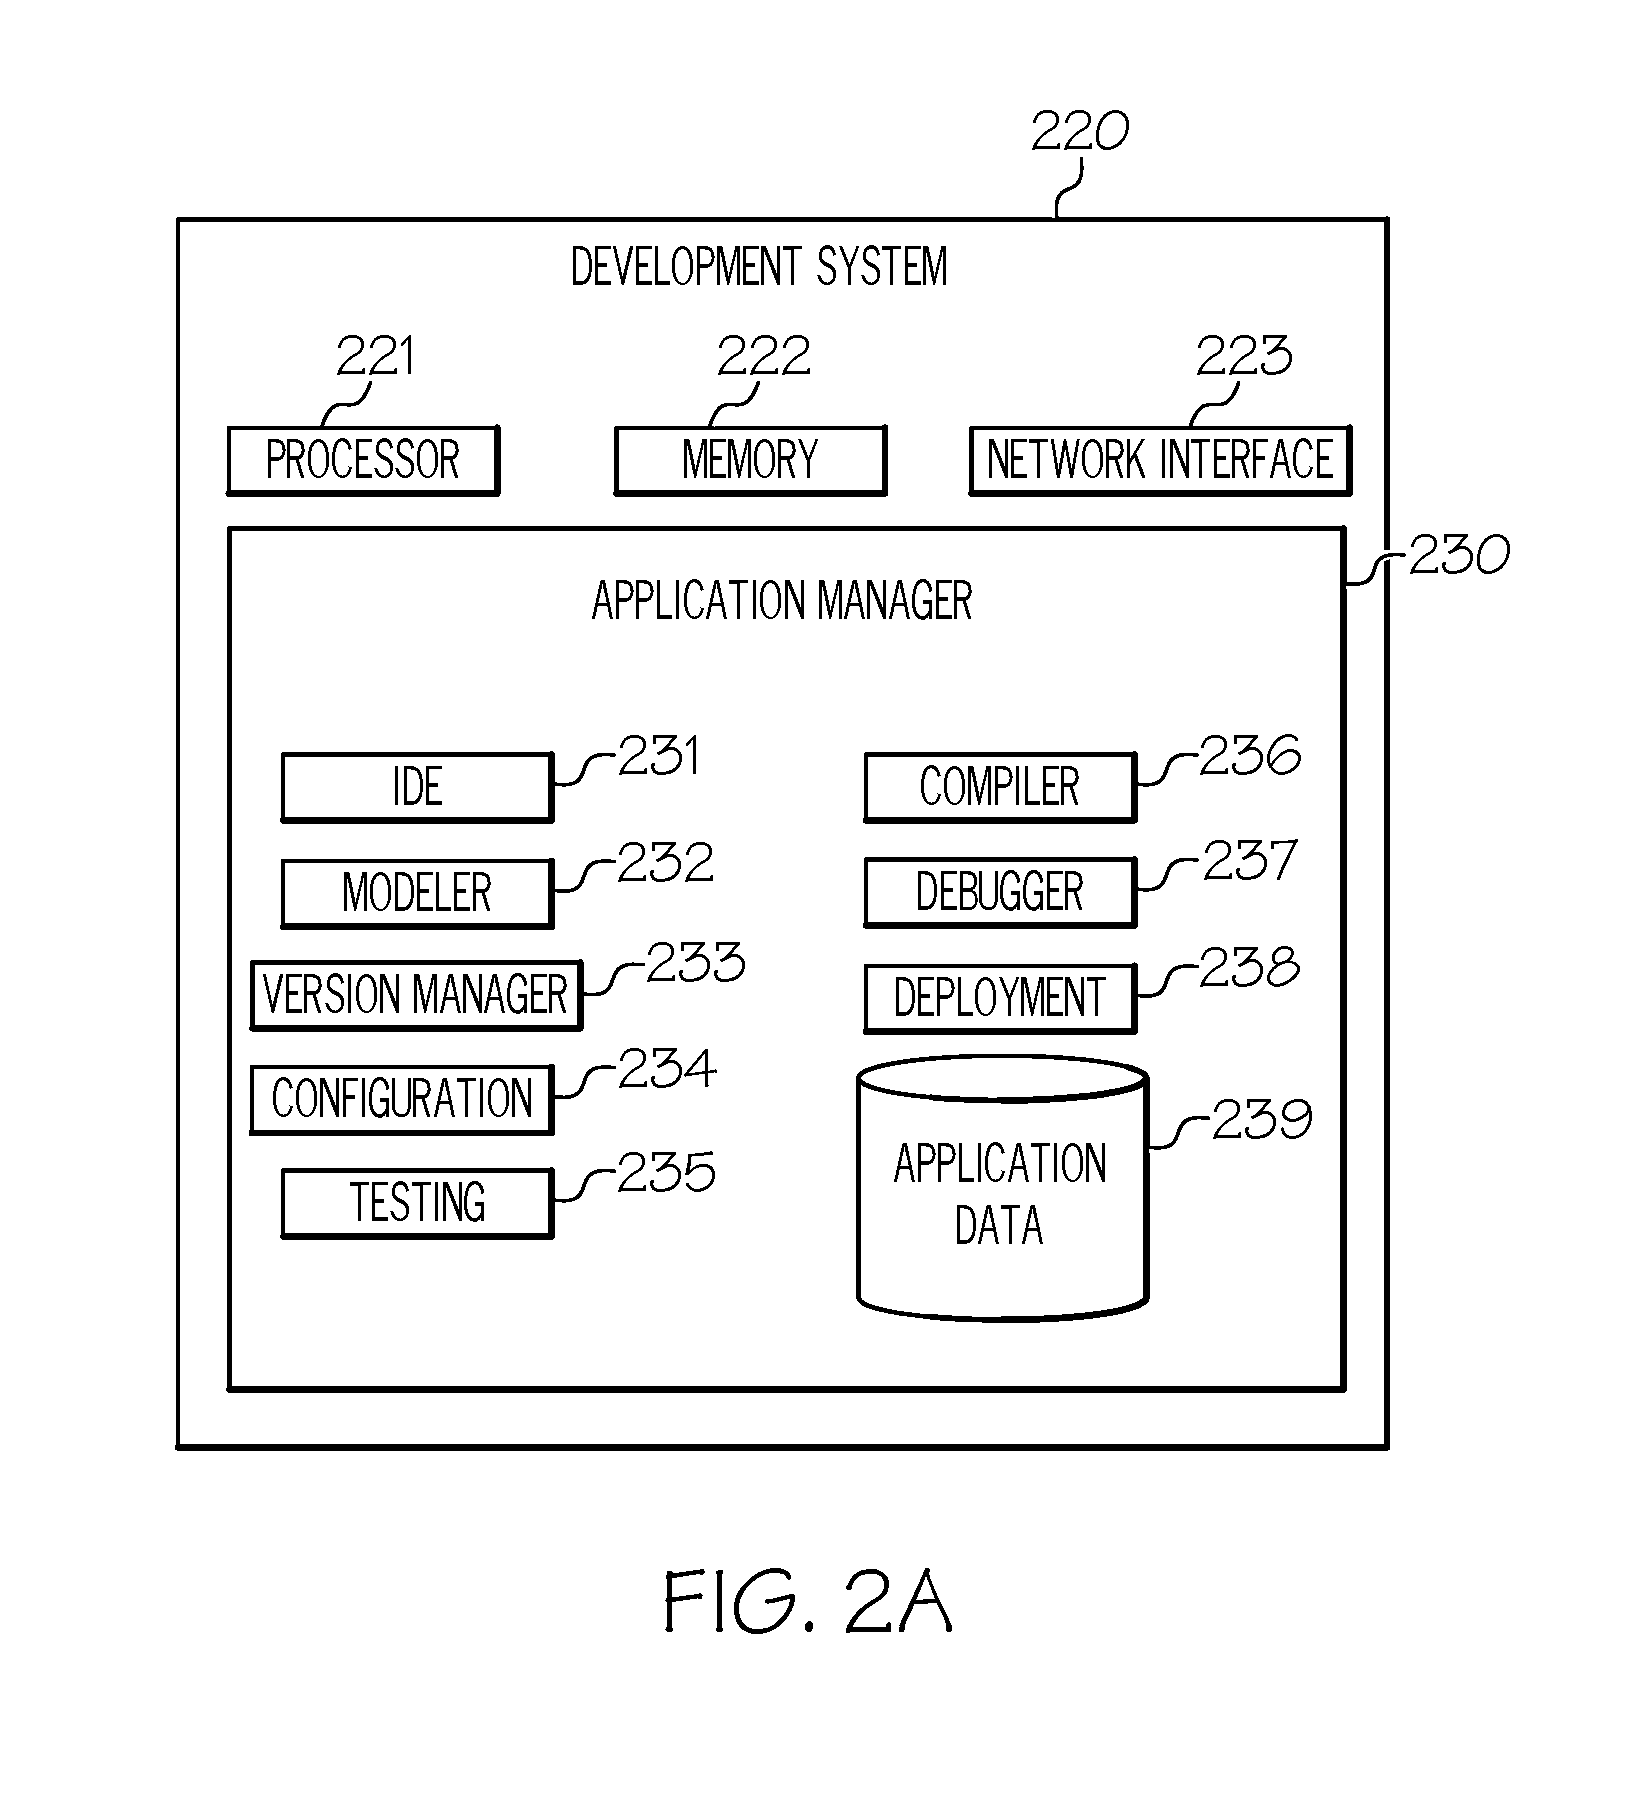 220
DEVELOPMENT SYSTEM
221
222
223
PROCESSOR
MEMORY
NETWORK INTERFACE
230
APPLICATION MANAGER
IDE
231
COMPILER
236
MODELER
232
DEBUGGER
237
VERSION MANAGER
233
DEPLOYMENT
238
CONFIGURATION
234
TESTING
235
APPLICATION
DATA
239
FIG. 2A